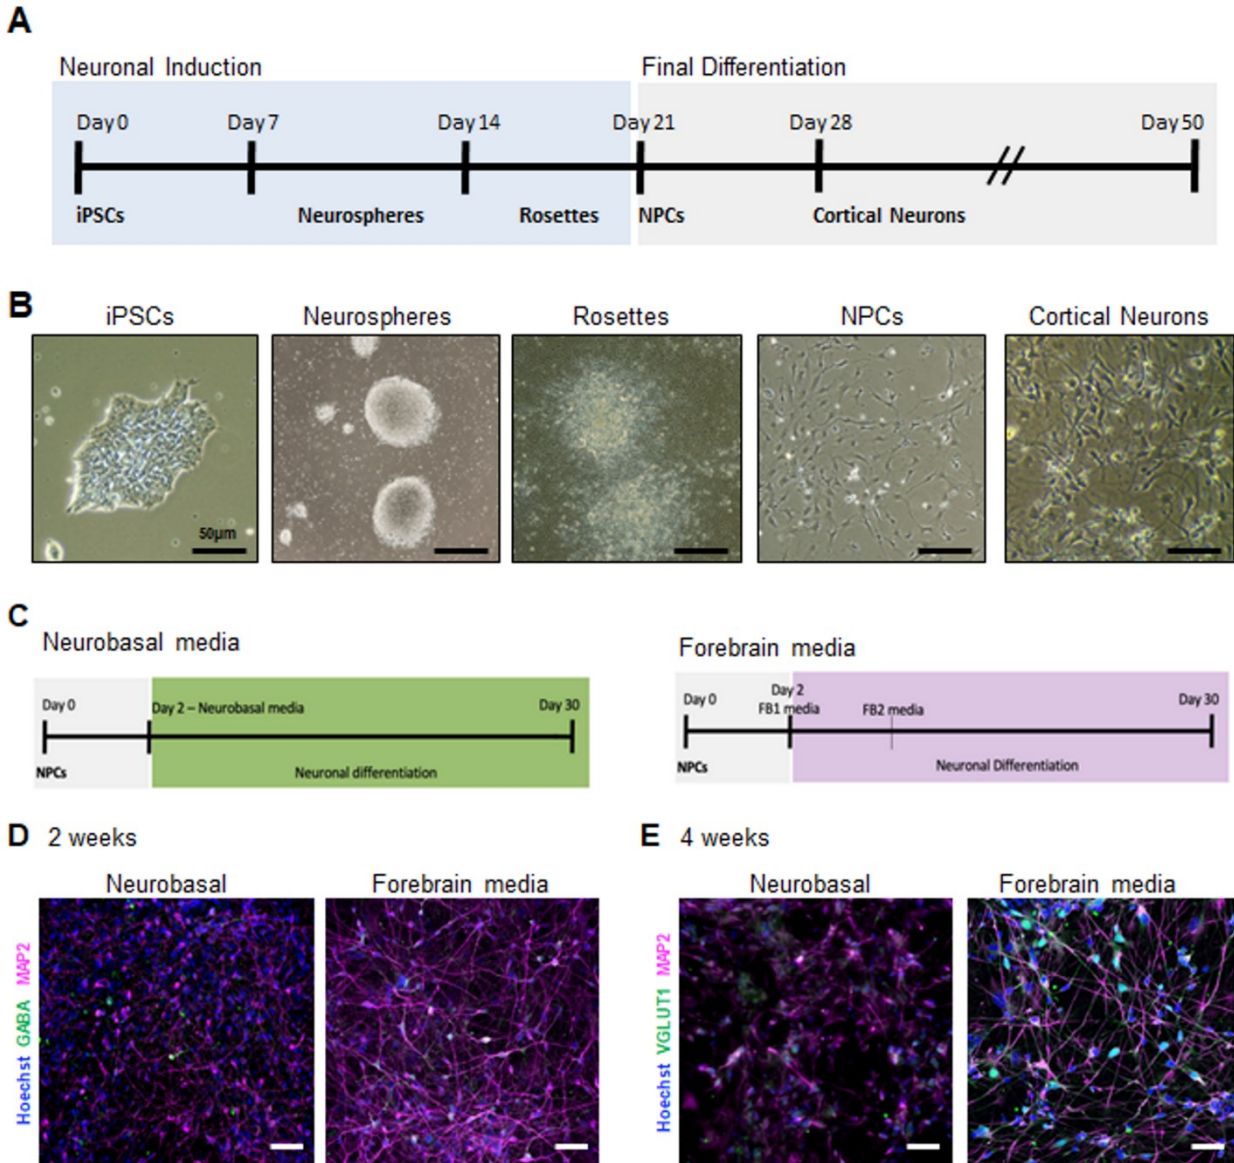 A
Neuronal Induction
Final Differentiation
Day 0
Day 7
Day 14
Day 21
Day 28
Day 50
iPSCs
Neurospheres
Rosettes
NPCs
Cortical Neurons
B
iPSCs
Neurospheres
Rosettes
NPCs
Cortical Neurons
50µm
C
Neurobasal media
Day 0
Day 2 – Neurobasal media
Day 30
NPCs
Neuronal differentiation
Forebrain media
Day 0
Day 2
FB1 media
FB2 media
Day 30
NPCs
Neuronal Differentiation
D 2 weeks
Neurobasal
Forebrain media
Hoechst GABA MAP2
E 4 weeks
Neurobasal
Forebrain media
Hoechst VGLUT1 MAP2